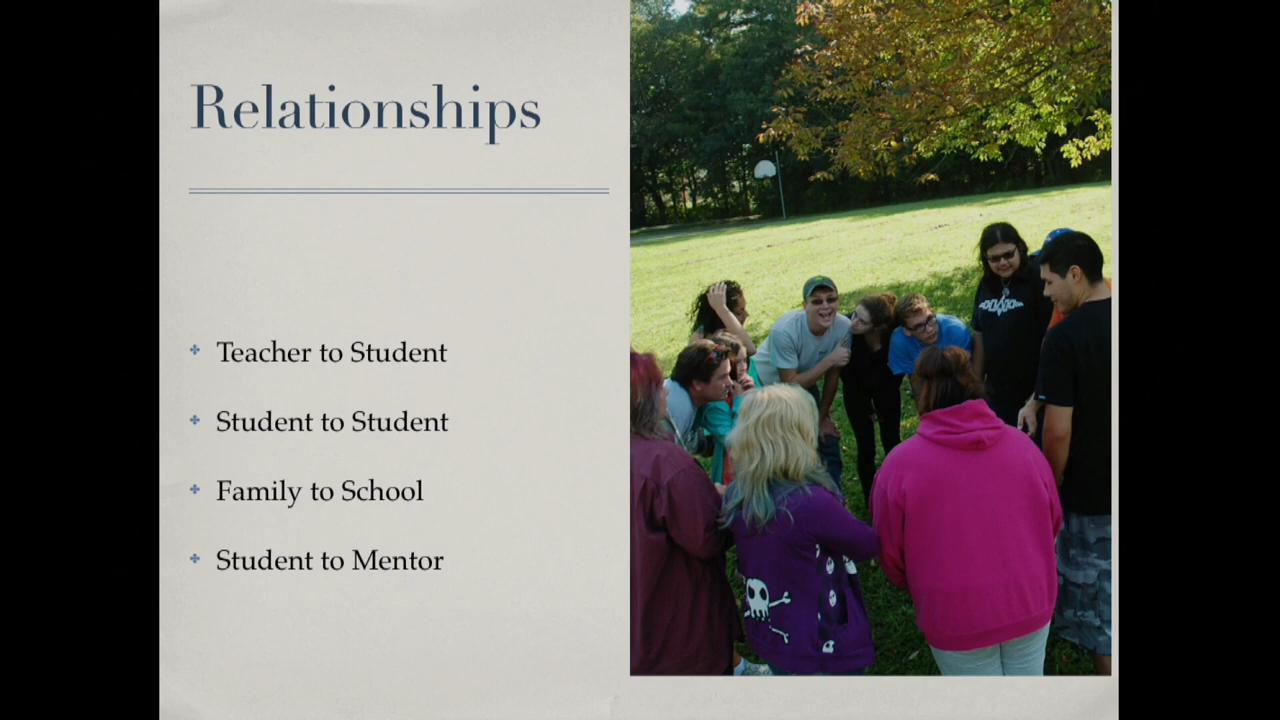 Relationships
Teacher to Student
Student to Student
Family to School
Student to Mentor